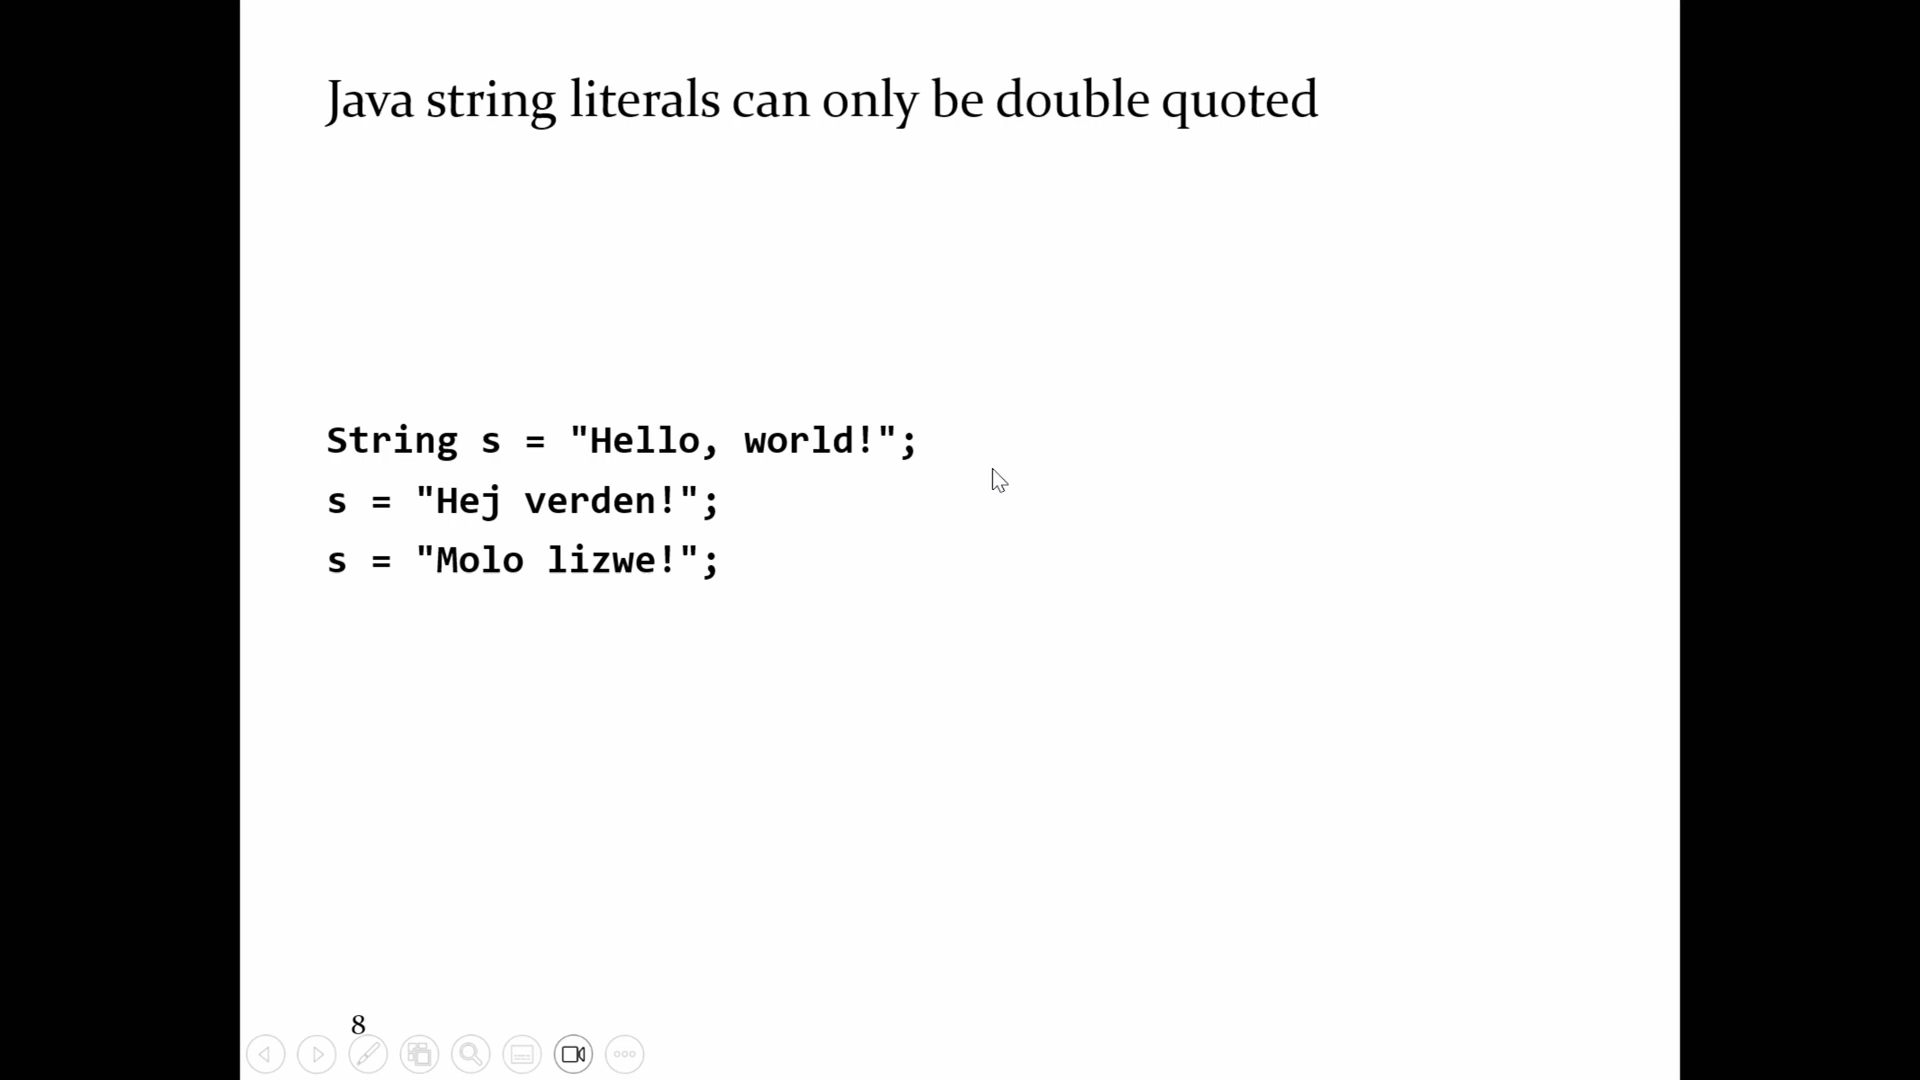 Java string literals can only be double quoted
String s = "Hello, world!";
s = "Hej verden!";
s = "Molo lizwe!";
8